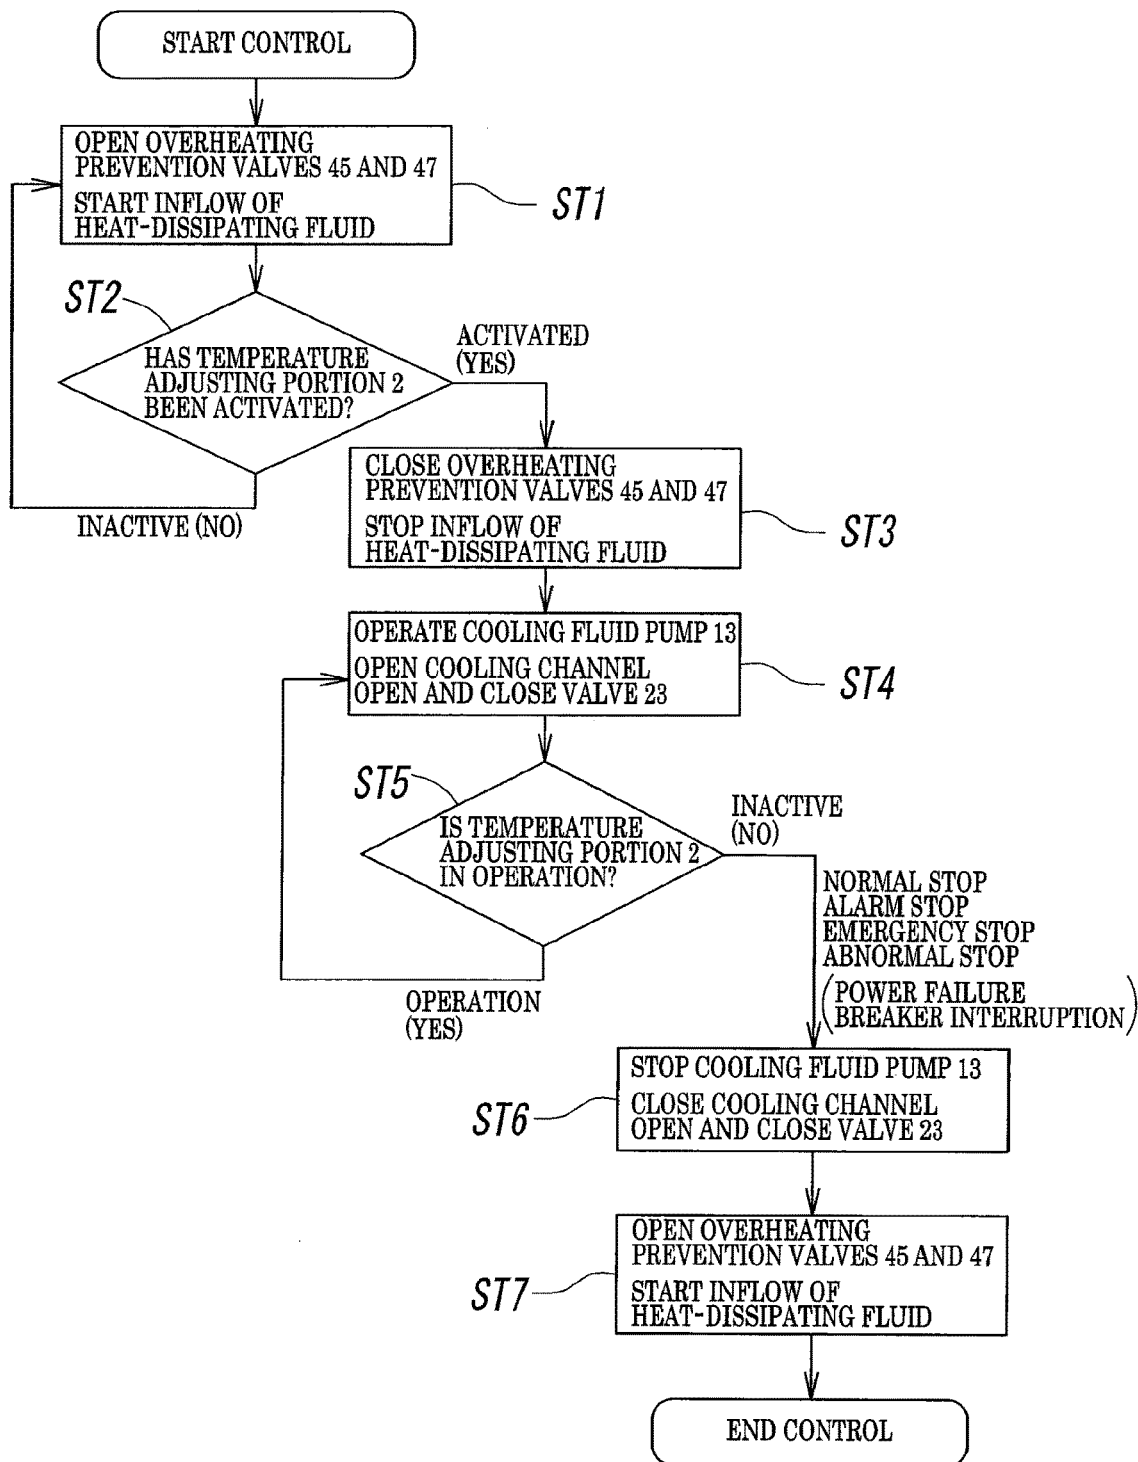 START CONTROL
OPEN OVERHEATING
PREVENTION VALVES 45 AND 47
START INFLOW OF
HEAT-DISSIPATING FLUID
ST1
ST2
HAS TEMPERATURE
ADJUSTING PORTION 2
BEEN ACTIVATED?
ACTIVATED
(YES)
INACTIVE (NO)
CLOSE OVERHEATING
PREVENTION VALVES 45 AND 47
STOP INFLOW OF
HEAT-DISSIPATING FLUID
ST3
OPERATE COOLING FLUID PUMP 13
OPEN COOLING CHANNEL
OPEN AND CLOSE VALVE 23
ST4
ST5
IS TEMPERATURE
ADJUSTING PORTION 2
IN OPERATION?
INACTIVE
(NO)
OPERATION
(YES)
NORMAL STOP
ALARM STOP
EMERGENCY STOP
ABNORMAL STOP
(POWER FAILURE
BREAKER INTERRUPTION)
STOP COOLING FLUID PUMP 13
CLOSE COOLING CHANNEL
OPEN AND CLOSE VALVE 23
ST6
OPEN OVERHEATING
PREVENTION VALVES 45 AND 47
START INFLOW OF
HEAT-DISSIPATING FLUID
ST7
END CONTROL